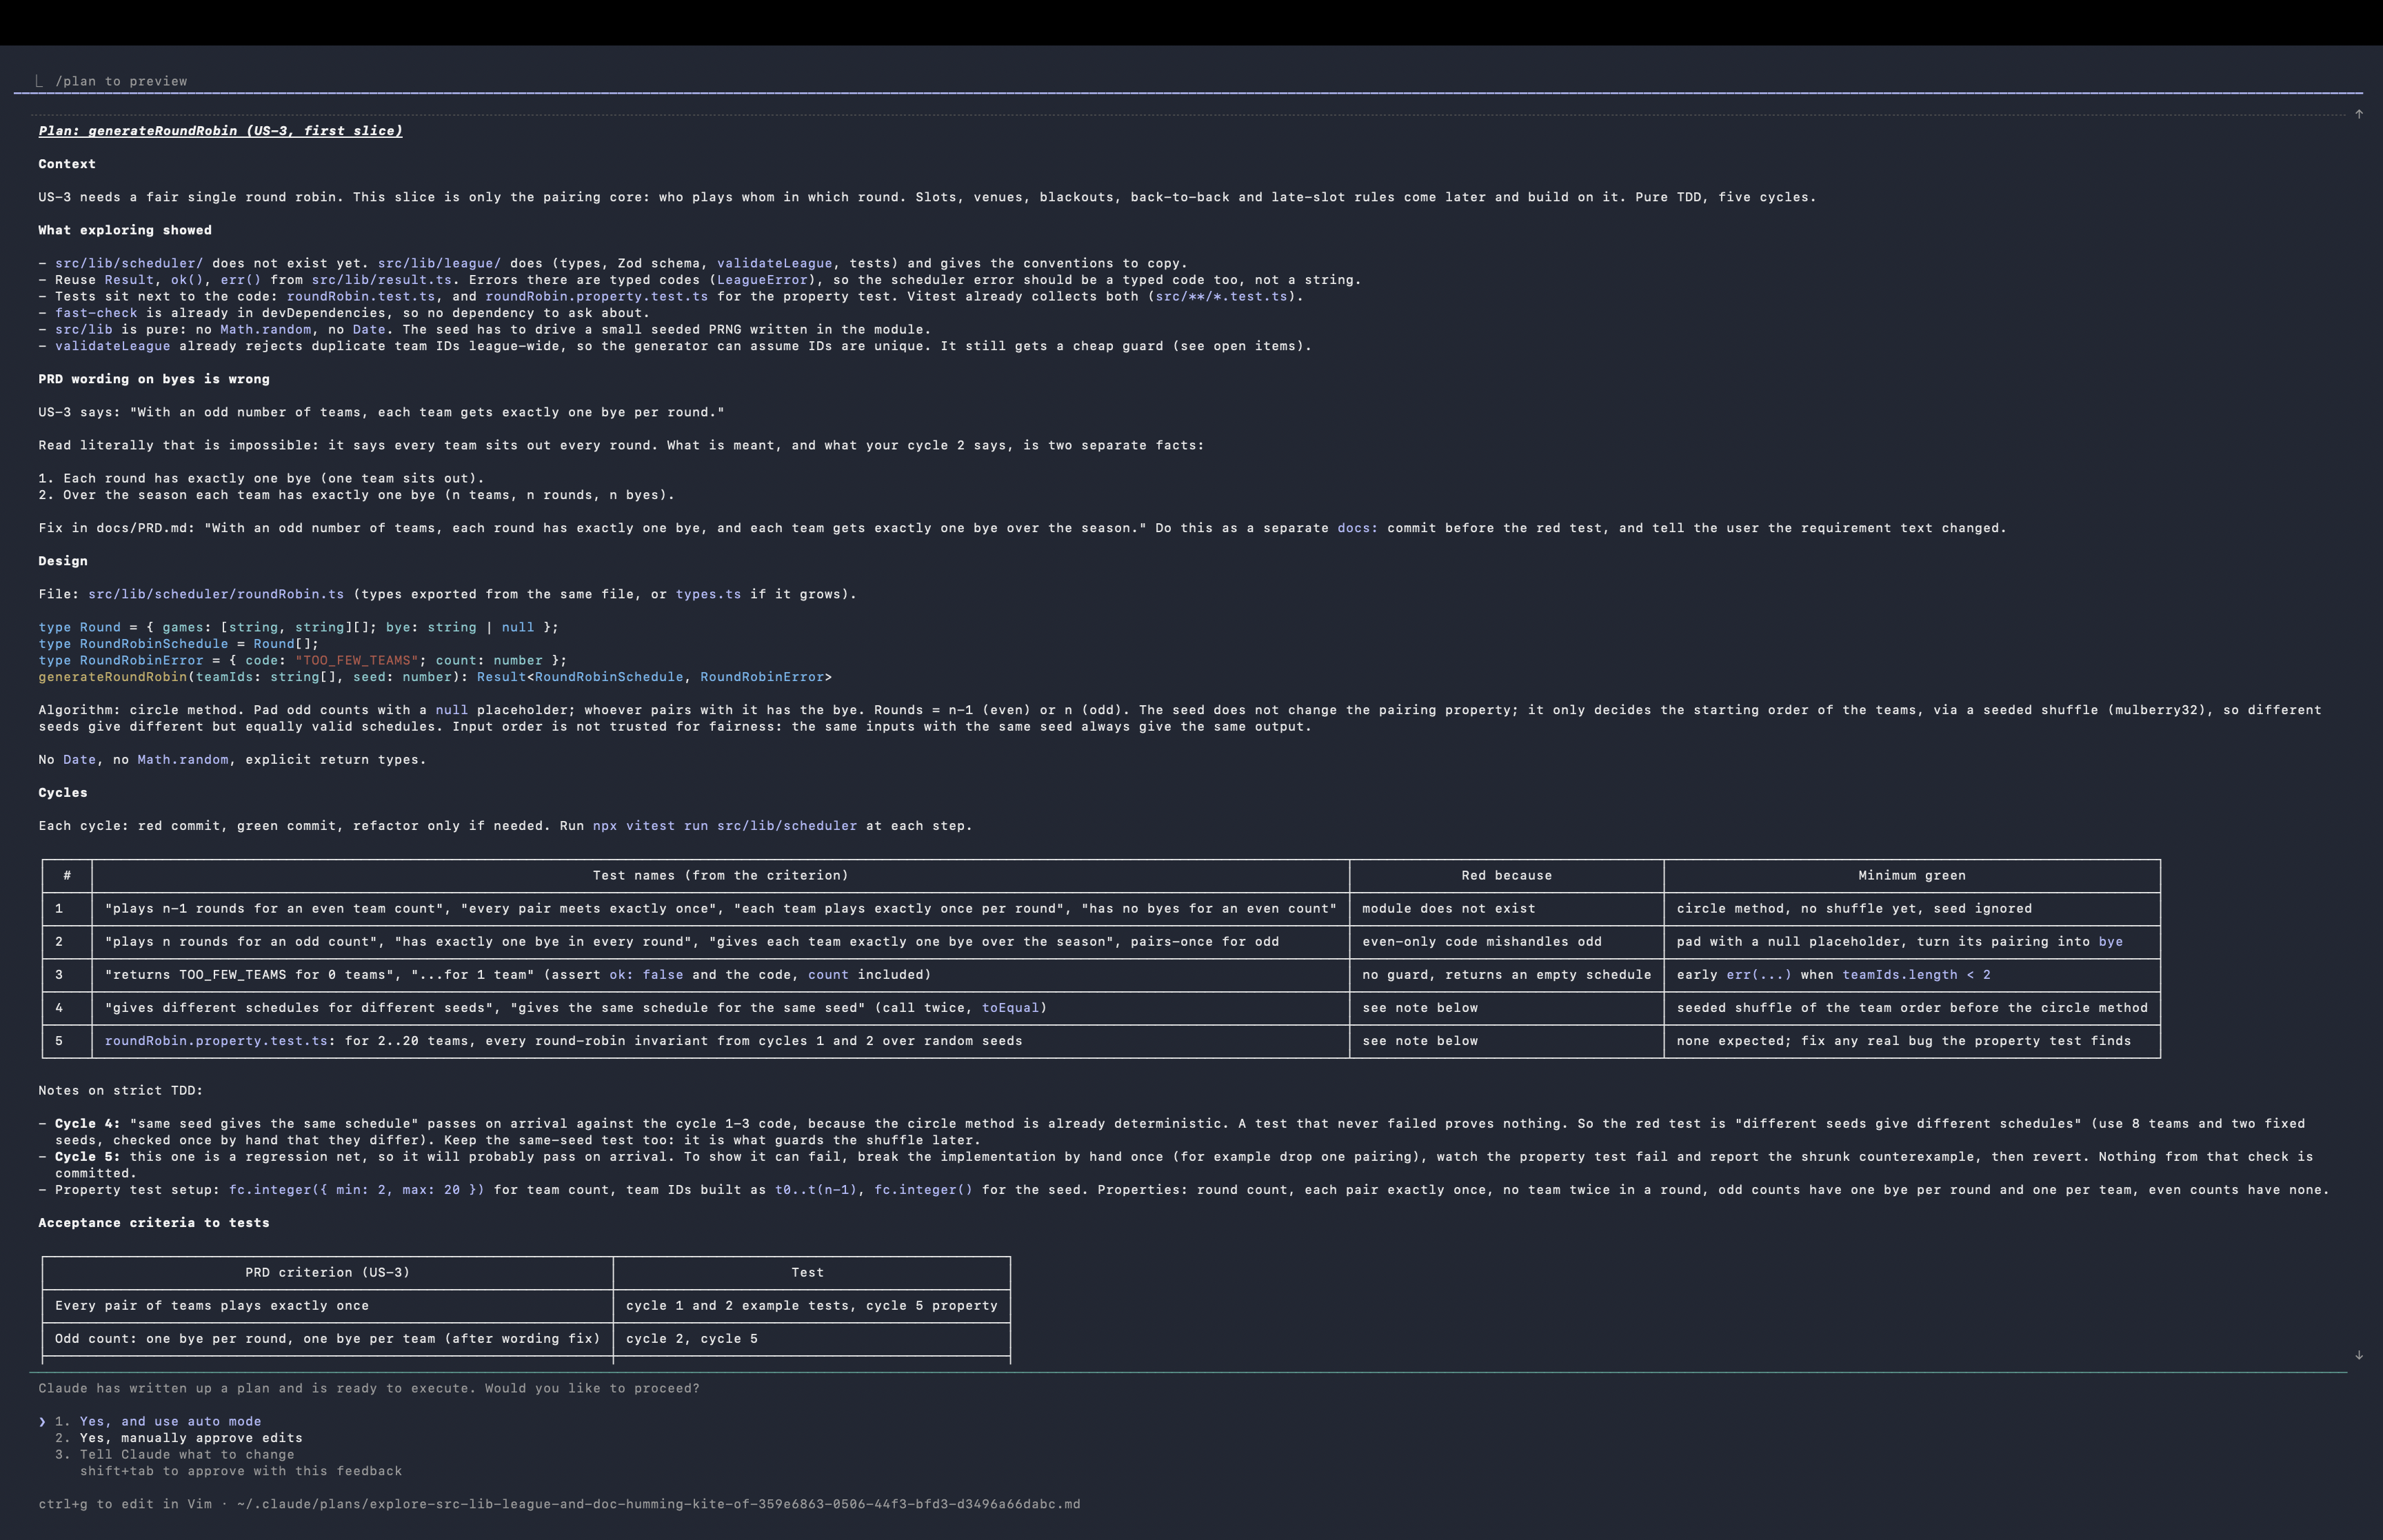 ⎿ /plan to preview
↑
Plan: generateRoundRobin (US-3, first slice)
Context
US-3 needs a fair single round robin. This slice is only the pairing core: who plays whom in which round. Slots, venues, blackouts, back-to-back and late-slot rules come later and build on it. Pure TDD, five cycles.
What exploring showed
- src/lib/scheduler/ does not exist yet. src/lib/league/ does (types, Zod schema, validateLeague, tests) and gives the conventions to copy.
- Reuse Result, ok(), err() from src/lib/result.ts. Errors there are typed codes (LeagueError), so the scheduler error should be a typed code too, not a string.
- Tests sit next to the code: roundRobin.test.ts, and roundRobin.property.test.ts for the property test. Vitest already collects both (src/**/*.test.ts).
- fast-check is already in devDependencies, so no dependency to ask about.
- src/lib is pure: no Math.random, no Date. The seed has to drive a small seeded PRNG written in the module.
- validateLeague already rejects duplicate team IDs league-wide, so the generator can assume IDs are unique. It still gets a cheap guard (see open items).
PRD wording on byes is wrong
US-3 says: "With an odd number of teams, each team gets exactly one bye per round."
Read literally that is impossible: it says every team sits out every round. What is meant, and what your cycle 2 says, is two separate facts:
1. Each round has exactly one bye (one team sits out).
2. Over the season each team has exactly one bye (n teams, n rounds, n byes).
Fix in docs/PRD.md: "With an odd number of teams, each round has exactly one bye, and each team gets exactly one bye over the season." Do this as a separate docs: commit before the red test, and tell the user the requirement text changed.
Design
File: src/lib/scheduler/roundRobin.ts (types exported from the same file, or types.ts if it grows).
type Round = { games: [string, string][]; bye: string | null };
type RoundRobinSchedule = Round[];
type RoundRobinError = { code: "TOO_FEW_TEAMS"; count: number };
generateRoundRobin(teamIds: string[], seed: number): Result<RoundRobinSchedule, RoundRobinError>
Algorithm: circle method. Pad odd counts with a null placeholder; whoever pairs with it has the bye. Rounds = n-1 (even) or n (odd). The seed does not change the pairing property; it only decides the starting order of the teams, via a seeded shuffle (mulberry32), so different
seeds give different but equally valid schedules. Input order is not trusted for fairness: the same inputs with the same seed always give the same output.
No Date, no Math.random, explicit return types.
Cycles
Each cycle: red commit, green commit, refactor only if needed. Run npx vitest run src/lib/scheduler at each step.
# Test names (from the criterion) Red because Minimum green
1 "plays n-1 rounds for an even team count", "every pair meets exactly once", "each team plays exactly once per round", "has no byes for an even count" module does not exist circle method, no shuffle yet, seed ignored
2 "plays n rounds for an odd count", "has exactly one bye in every round", "gives each team exactly one bye over the season", pairs-once for odd even-only code mishandles odd pad with a null placeholder, turn its pairing into bye
3 "returns TOO_FEW_TEAMS for 0 teams", "...for 1 team" (assert ok: false and the code, count included) no guard, returns an empty schedule early err(...) when teamIds.length < 2
4 "gives different schedules for different seeds", "gives the same schedule for the same seed" (call twice, toEqual) see note below seeded shuffle of the team order before the circle method
5 roundRobin.property.test.ts: for 2..20 teams, every round-robin invariant from cycles 1 and 2 over random seeds see note below none expected; fix any real bug the property test finds
Notes on strict TDD:
- Cycle 4: "same seed gives the same schedule" passes on arrival against the cycle 1-3 code, because the circle method is already deterministic. A test that never failed proves nothing. So the red test is "different seeds give different schedules" (use 8 teams and two fixed
seeds, checked once by hand that they differ). Keep the same-seed test too: it is what guards the shuffle later.
- Cycle 5: this one is a regression net, so it will probably pass on arrival. To show it can fail, break the implementation by hand once (for example drop one pairing), watch the property test fail and report the shrunk counterexample, then revert. Nothing from that check is
committed.
- Property test setup: fc.integer({ min: 2, max: 20 }) for team count, team IDs built as t0..t(n-1), fc.integer() for the seed. Properties: round count, each pair exactly once, no team twice in a round, odd counts have one bye per round and one per team, even counts have none.
Acceptance criteria to tests
PRD criterion (US-3) Test
Every pair of teams plays exactly once cycle 1 and 2 example tests, cycle 5 property
Odd count: one bye per round, one bye per team (after wording fix) cycle 2, cycle 5
↓
Claude has written up a plan and is ready to execute. Would you like to proceed?
❯ 1. Yes, and use auto mode
2. Yes, manually approve edits
3. Tell Claude what to change
shift+tab to approve with this feedback
ctrl+g to edit in Vim · ~/.claude/plans/explore-src-lib-league-and-doc-humming-kite-of-359e6863-0506-44f3-bfd3-d3496a66dabc.md